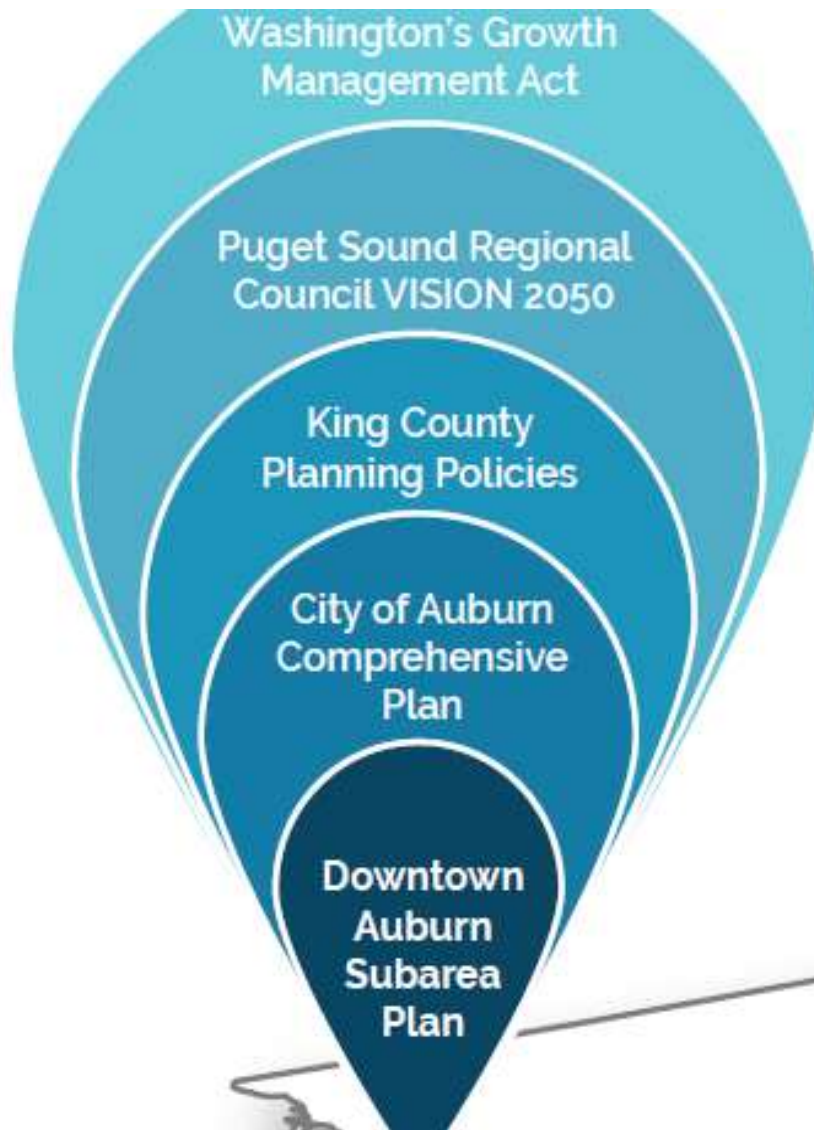 Washington's Growth
Management Act
Puget Sound Regional
Council VISION 2050
King County
Planning Policies
City of Auburn
Comprehensive
Plan
Downtown
Auburn
Subarea
Plan